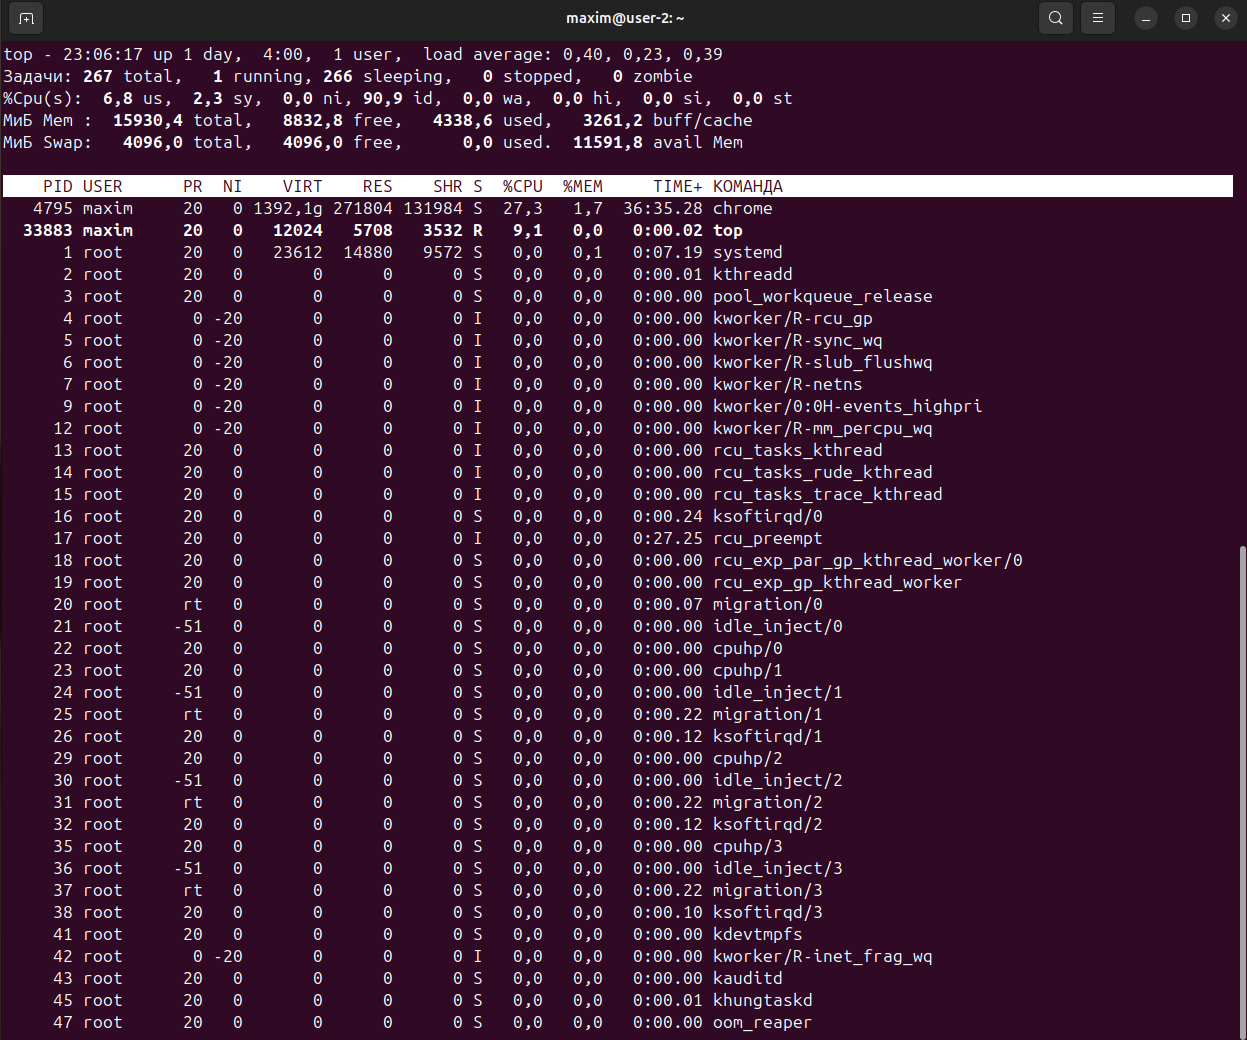 maxim@user-2: ~
top - 23:06:17 up 1 day,  4:00,  1 user,  load average: 0,40, 0,23, 0,39
Задачи: 267 total,   1 running, 266 sleeping,   0 stopped,   0 zombie
%Cpu(s):  6,8 us,  2,3 sy,  0,0 ni, 90,9 id,  0,0 wa,  0,0 hi,  0,0 si,  0,0 st
МиБ Mem :  15930,4 total,   8832,8 free,   4338,6 used,   3261,2 buff/cache
МиБ Swap:   4096,0 total,   4096,0 free,      0,0 used.  11591,8 avail Mem
PID USER      PR  NI    VIRT    RES    SHR S  %CPU  %MEM     TIME+ КОМАНДА
4795 maxim     20   0 1392,1g 271804 131984 S  27,3   1,7  36:35.28 chrome
33883 maxim     20   0   12024   5708   3532 R   9,1   0,0   0:00.02 top
1 root      20   0   23612  14880   9572 S   0,0   0,1   0:07.19 systemd
2 root      20   0       0      0      0 S   0,0   0,0   0:00.01 kthreadd
3 root      20   0       0      0      0 S   0,0   0,0   0:00.00 pool_workqueue_release
4 root       0 -20       0      0      0 I   0,0   0,0   0:00.00 kworker/R-rcu_gp
5 root       0 -20       0      0      0 I   0,0   0,0   0:00.00 kworker/R-sync_wq
6 root       0 -20       0      0      0 I   0,0   0,0   0:00.00 kworker/R-slub_flushwq
7 root       0 -20       0      0      0 I   0,0   0,0   0:00.00 kworker/R-netns
9 root       0 -20       0      0      0 I   0,0   0,0   0:00.00 kworker/0:0H-events_highpri
12 root       0 -20       0      0      0 I   0,0   0,0   0:00.00 kworker/R-mm_percpu_wq
13 root      20   0       0      0      0 I   0,0   0,0   0:00.00 rcu_tasks_kthread
14 root      20   0       0      0      0 I   0,0   0,0   0:00.00 rcu_tasks_rude_kthread
15 root      20   0       0      0      0 I   0,0   0,0   0:00.00 rcu_tasks_trace_kthread
16 root      20   0       0      0      0 S   0,0   0,0   0:00.24 ksoftirqd/0
17 root      20   0       0      0      0 I   0,0   0,0   0:27.25 rcu_preempt
18 root      20   0       0      0      0 S   0,0   0,0   0:00.00 rcu_exp_par_gp_kthread_worker/0
19 root      20   0       0      0      0 S   0,0   0,0   0:00.00 rcu_exp_gp_kthread_worker
20 root      rt   0       0      0      0 S   0,0   0,0   0:00.07 migration/0
21 root     -51   0       0      0      0 S   0,0   0,0   0:00.00 idle_inject/0
22 root      20   0       0      0      0 S   0,0   0,0   0:00.00 cpuhp/0
23 root      20   0       0      0      0 S   0,0   0,0   0:00.00 cpuhp/1
24 root     -51   0       0      0      0 S   0,0   0,0   0:00.00 idle_inject/1
25 root      rt   0       0      0      0 S   0,0   0,0   0:00.22 migration/1
26 root      20   0       0      0      0 S   0,0   0,0   0:00.12 ksoftirqd/1
29 root      20   0       0      0      0 S   0,0   0,0   0:00.00 cpuhp/2
30 root     -51   0       0      0      0 S   0,0   0,0   0:00.00 idle_inject/2
31 root      rt   0       0      0      0 S   0,0   0,0   0:00.22 migration/2
32 root      20   0       0      0      0 S   0,0   0,0   0:00.12 ksoftirqd/2
35 root      20   0       0      0      0 S   0,0   0,0   0:00.00 cpuhp/3
36 root     -51   0       0      0      0 S   0,0   0,0   0:00.00 idle_inject/3
37 root      rt   0       0      0      0 S   0,0   0,0   0:00.22 migration/3
38 root      20   0       0      0      0 S   0,0   0,0   0:00.10 ksoftirqd/3
41 root      20   0       0      0      0 S   0,0   0,0   0:00.00 kdevtmpfs
42 root       0 -20       0      0      0 I   0,0   0,0   0:00.00 kworker/R-inet_frag_wq
43 root      20   0       0      0      0 S   0,0   0,0   0:00.00 kauditd
45 root      20   0       0      0      0 S   0,0   0,0   0:00.01 khungtaskd
47 root      20   0       0      0      0 S   0,0   0,0   0:00.00 oom_reaper